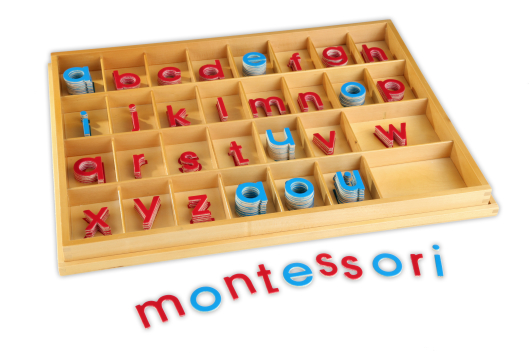 a b c d e f g h
i j k l m n o p
q r s t u v w
x y z a o u
montessori